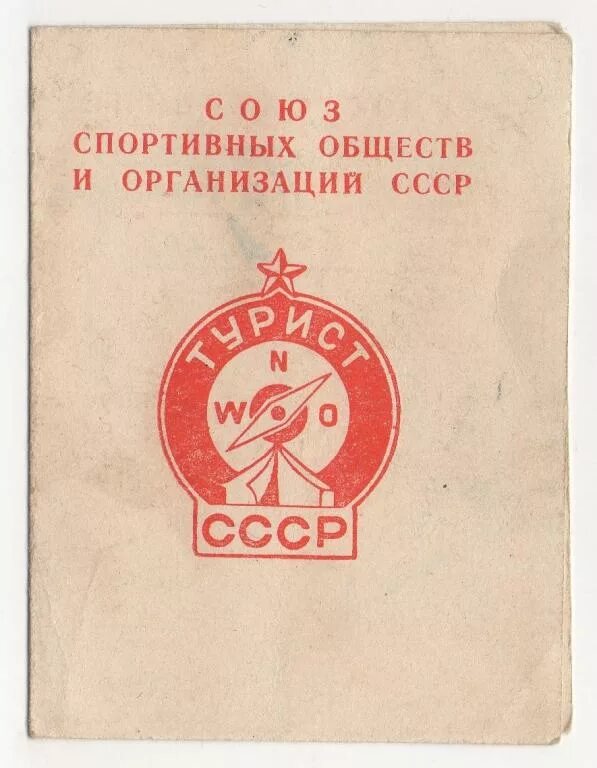 СОЮЗ
СПОРТИВНЫХ ОБЩЕСТВ
И ОРГАНИЗАЦИЙ СССР
ТУРИСТ
N
W O
СССР